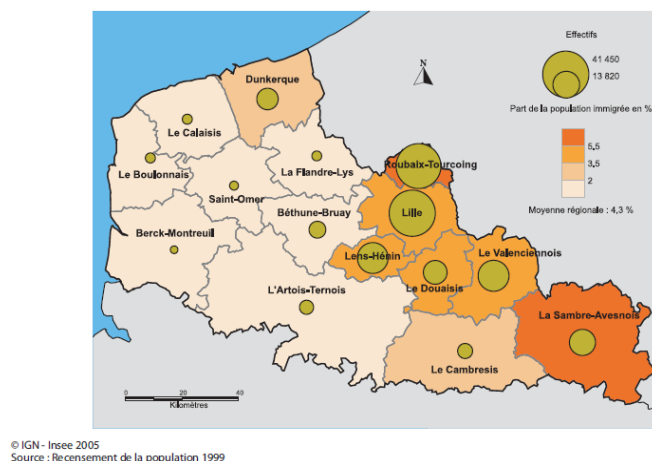 Effectifs
41 450
13 820
Part de la population immigrée en %
5,5
3,5
2
Moyenne régionale : 4,3 %
N
Dunkerque
Le Calaisis
Le Boulonnais
La Flandre-Lys
Roubaix-Tourcoing
Saint-Omer
Lille
Béthune-Bruay
Berck-Montreuil
Lens-Hénin
Le Valenciennois
Le Douaisis
L'Artois-Ternois
La Sambre-Avesnois
Le Cambresis
0 20 40
Kilomètres
© IGN - Insee 2005
Source : Recensement de la population 1999